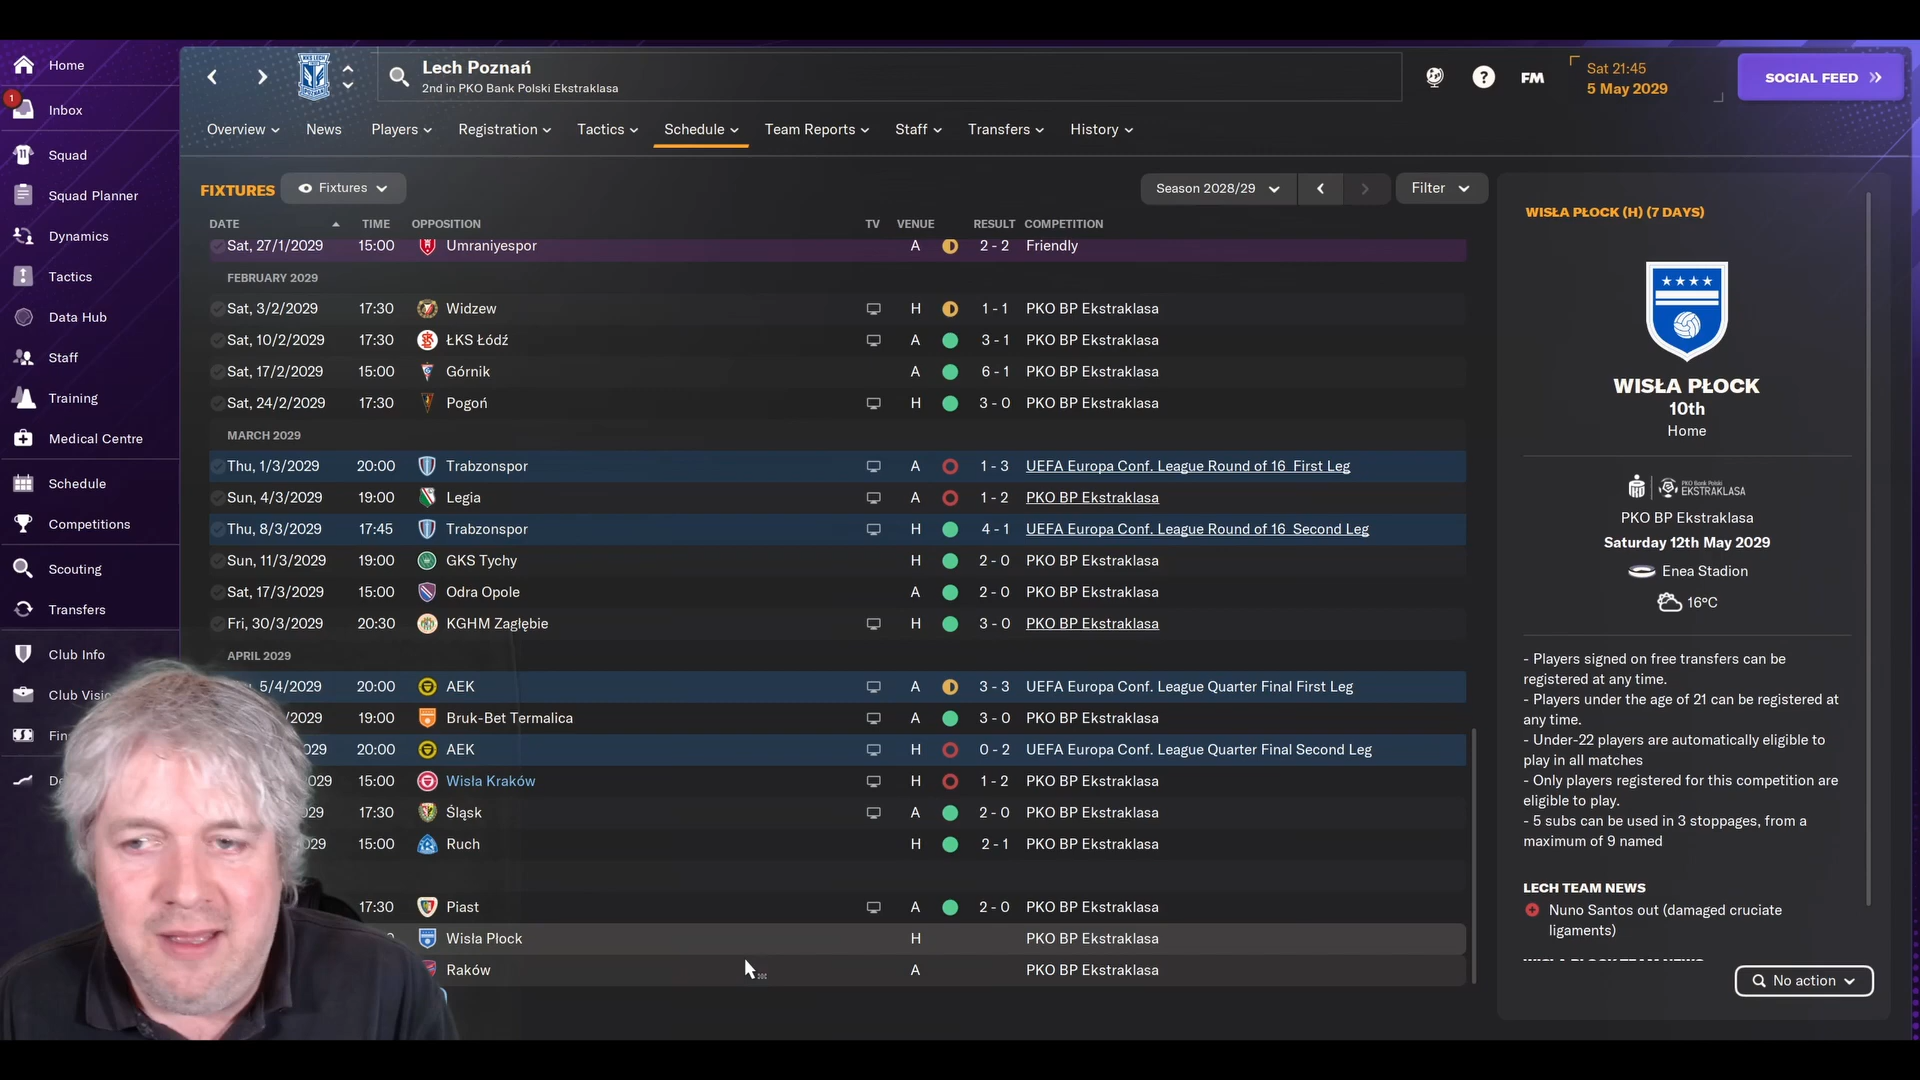 Home
1
Inbox
Squad
Squad Planner
Dynamics
Tactics
Data Hub
Staff
Training
Medical Centre
Schedule
Competitions
Scouting
Transfers
Club Info
Lech Poznań
2nd in PKO Bank Polski Ekstraklasa
FM
Sat 21:45
5 May 2029
SOCIAL FEED
Overview News Players Registration Tactics Schedule Team Reports Staff Transfers History
FIXTURES Fixtures Season 2028/29 Filter
DATE TIME OPPOSITION TV VENUE RESULT COMPETITION
Sat, 27/1/2029 15:00 Umraniyespor A 2 - 2 Friendly
FEBRUARY 2029
Sat, 3/2/2029 17:30 Widzew H 1 - 1 PKO BP Ekstraklasa
Sat, 10/2/2029 17:30 ŁKS Łódź A 3 - 1 PKO BP Ekstraklasa
Sat, 17/2/2029 15:00 Górnik A 6 - 1 PKO BP Ekstraklasa
Sat, 24/2/2029 17:30 Pogoń H 3 - 0 PKO BP Ekstraklasa
MARCH 2029
Thu, 1/3/2029 20:00 Trabzonspor A 1 - 3 UEFA Europa Conf. League Round of 16 First Leg
Sun, 4/3/2029 19:00 Legia A 1 - 2 PKO BP Ekstraklasa
Thu, 8/3/2029 17:45 Trabzonspor H 4 - 1 UEFA Europa Conf. League Round of 16 Second Leg
Sun, 11/3/2029 19:00 GKS Tychy H 2 - 0 PKO BP Ekstraklasa
Sat, 17/3/2029 15:00 Odra Opole A 2 - 0 PKO BP Ekstraklasa
Fri, 30/3/2029 20:30 KGHM Zagłębie H 3 - 0 PKO BP Ekstraklasa
APRIL 2029
5/4/2029 20:00 AEK A 3 - 3 UEFA Europa Conf. League Quarter Final First Leg
19:00 Bruk-Bet Termalica A 3 - 0 PKO BP Ekstraklasa
20:00 AEK H 0 - 2 UEFA Europa Conf. League Quarter Final Second Leg
15:00 Wisła Kraków H 1 - 2 PKO BP Ekstraklasa
17:30 Śląsk A 2 - 0 PKO BP Ekstraklasa
15:00 Ruch H 2 - 1 PKO BP Ekstraklasa
17:30 Piast A 2 - 0 PKO BP Ekstraklasa
Wisła Płock H PKO BP Ekstraklasa
Raków A PKO BP Ekstraklasa
WISŁA PŁOCK (H) (7 DAYS)
WISŁA PŁOCK
10th
Home
PKO Bank Polski
EKSTRAKLASA
PKO BP Ekstraklasa
Saturday 12th May 2029
Enea Stadion
16°C
- Players signed on free transfers can be
registered at any time.
- Players under the age of 21 can be registered at
any time.
- Under-22 players are automatically eligible to
play in all matches
- Only players registered for this competition are
eligible to play.
- 5 subs can be used in 3 stoppages, from a
maximum of 9 named
LECH TEAM NEWS
Nuno Santos out (damaged cruciate
ligaments)
No action